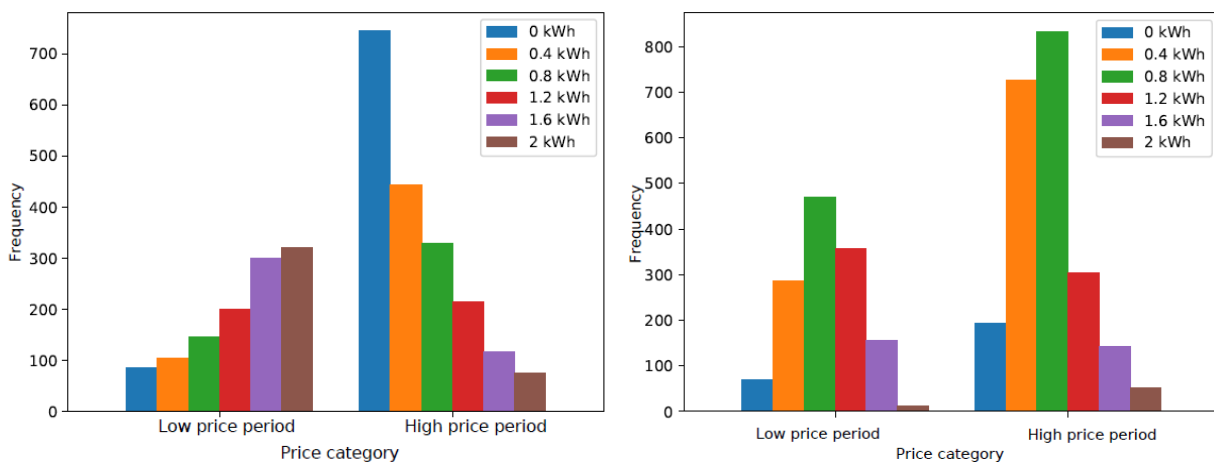 700
600
500
400
300
200
100
0
Frequency
0 kWh
0.4 kWh
0.8 kWh
1.2 kWh
1.6 kWh
2 kWh
Low price period
High price period
Price category
800
700
600
500
400
300
200
100
0
Frequency
0 kWh
0.4 kWh
0.8 kWh
1.2 kWh
1.6 kWh
2 kWh
Low price period
High price period
Price category